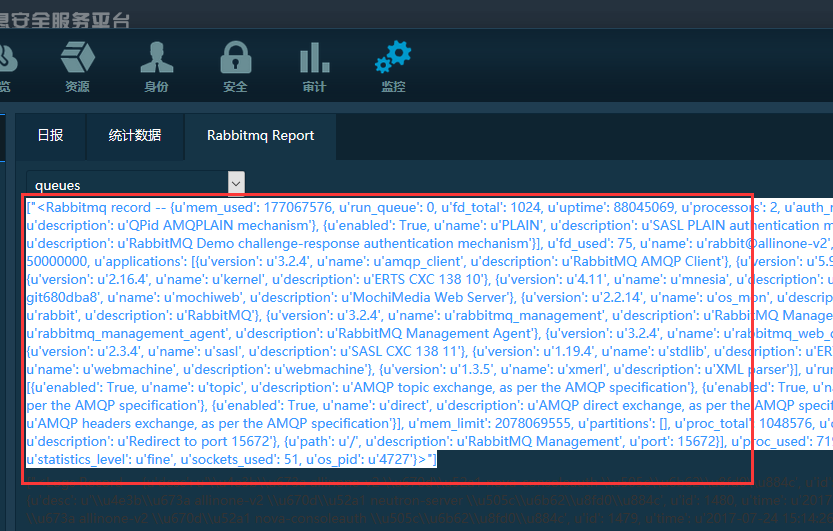 息安全服务平台
览
资源
身份
安全
审计
监控
日报
统计数据
Rabbitmq Report
queues
["<Rabbitmq record -- {u'mem_used': 177067576, u'run_queue': 0, u'fd_total': 1024, u'uptime': 88045069, u'processors': 2, u'auth_
u'description': u'QPid AMQPLAIN mechanism'}, {u'enabled': True, u'name': u'PLAIN', u'description': u'SASL PLAIN authentication
u'description': u'RabbitMQ Demo challenge-response authentication mechanism'}], u'fd_used': 75, u'name': u'rabbit@allinone-v2',
50000000, u'applications': [{u'version': u'3.2.4', u'name': u'amqp_client', u'description': u'RabbitMQ AMQP Client'}, {u'version': u'5.9
{u'version': u'2.16.4', u'name': u'kernel', u'description': u'ERTS CXC 138 10'}, {u'version': u'4.11', u'name': u'mnesia', u'description':
git680dba8', u'name': u'mochiweb', u'description': u'MochiMedia Web Server'}, {u'version': u'2.2.14', u'name': u'os_mon', u'descrip
u'rabbit', u'description': u'RabbitMQ'}, {u'version': u'3.2.4', u'name': u'rabbitmq_management', u'description': u'RabbitMQ Manage
u'rabbitmq_management_agent', u'description': u'RabbitMQ Management Agent'}, {u'version': u'3.2.4', u'name': u'rabbitmq_web_
{u'version': u'2.3.4', u'name': u'sasl', u'description': u'SASL CXC 138 11'}, {u'version': u'1.19.4', u'name': u'stdlib', u'description': u'ER
u'name': u'webmachine', u'description': u'webmachine'}, {u'version': u'1.3.5', u'name': u'xmerl', u'description': u'XML parser'}],
[{u'enabled': True, u'name': u'topic', u'description': u'AMQP topic exchange, as per the AMQP specification'}, {u'enabled': True,
per the AMQP specification'}, {u'enabled': True, u'name': u'direct', u'description': u'AMQP direct exchange, as per the AMQP specif
u'AMQP headers exchange, as per the AMQP specification'}], u'mem_limit': 2078069555, u'partitions': [], u'proc_total': 1048576,
u'description': u'Redirect to port 15672'}, {u'path': u'/', u'description': u'RabbitMQ Management', u'port': 15672}], u'proc_used': 719
u'statistics_level': u'fine', u'sockets_used': 51, u'os_pid': u'4727'}>"]